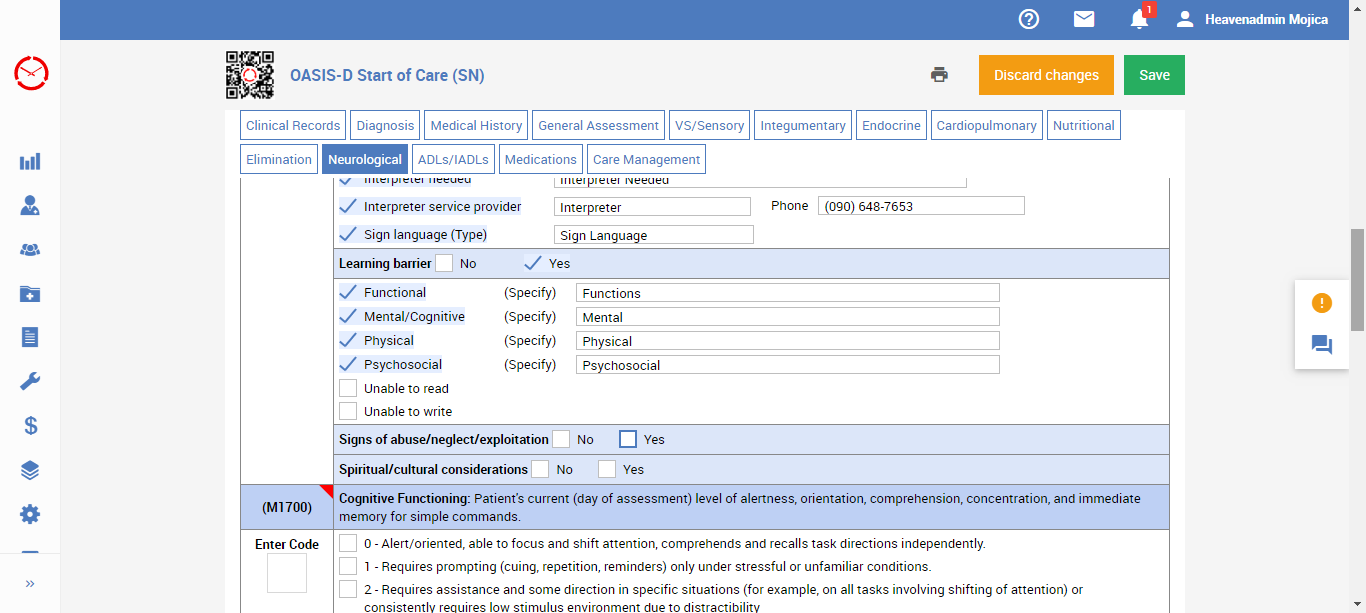 1
Heavenadmin Mojica
OASIS-D Start of Care (SN)
Discard changes
Save
Clinical Records Diagnosis Medical History General Assessment VS/Sensory Integumentary Endocrine Cardiopulmonary Nutritional
Elimination Neurological ADLs/IADLs Medications Care Management
Interpreter needed Interpreter Needed
Interpreter service provider Interpreter Phone (090) 648-7653
Sign language (Type) Sign Language
Learning barrier No Yes
Functional (Specify) Functions
Mental/Cognitive (Specify) Mental
Physical (Specify) Physical
Psychosocial (Specify) Psychosocial
Unable to read
Unable to write
Signs of abuse/neglect/exploitation No Yes
Spiritual/cultural considerations No Yes
(M1700)
Cognitive Functioning: Patient's current (day of assessment) level of alertness, orientation, comprehension, concentration, and immediate
memory for simple commands.
Enter Code
0 - Alert/oriented, able to focus and shift attention, comprehends and recalls task directions independently.
1 - Requires prompting (cuing, repetition, reminders) only under stressful or unfamiliar conditions.
2 - Requires assistance and some direction in specific situations (for example, on all tasks involving shifting of attention) or
consistently requires low stimulus environment due to distractibility